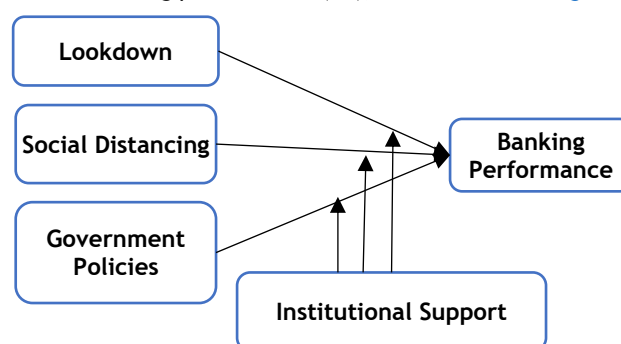 Lookdown
Social Distancing
Banking
Performance
Government
Policies
Institutional Support